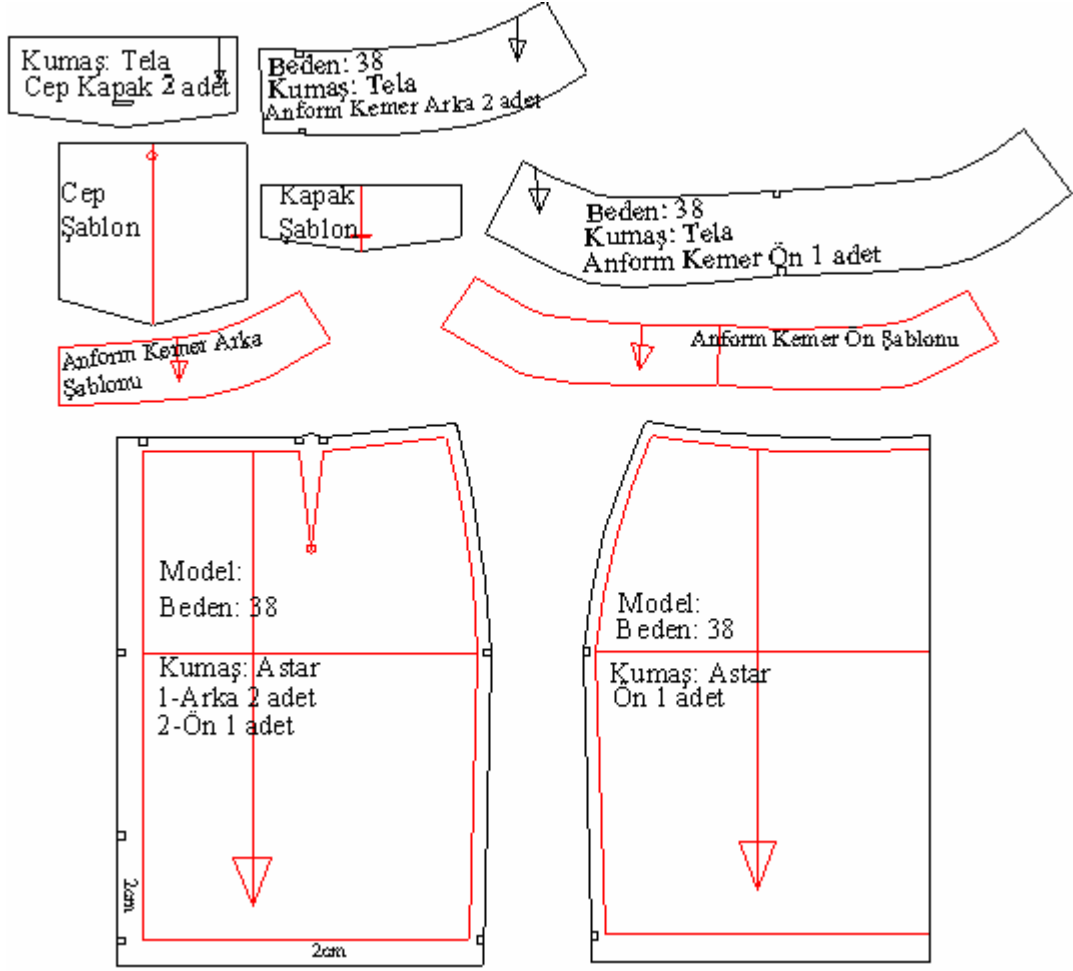 Kumaş: Tela
Cep Kapak 2 adet
Beden: 38
Kumaş: Tela
Anform Kemer Arka 2 adet
Cep
Şablon
Kapak
Şablon
Beden: 38
Kumaş: Tela
Anform Kemer Ön 1 adet
Anform Kemer Arka
Şablonu
Anform Kemer Ön Şablonu
Model:
Beden: 38
Kumaş: Astar
1-Arka 2 adet
2-Ön 1 adet
2cm
2cm
Model:
Beden: 38
Kumaş: Astar
Ön 1 adet